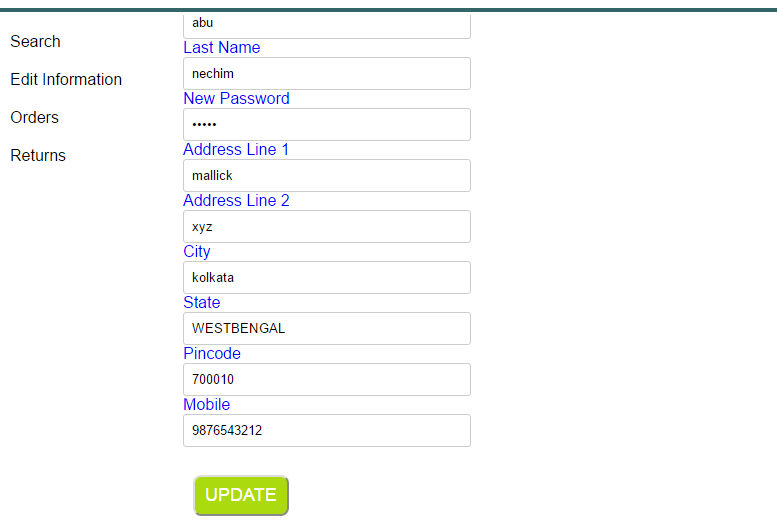 Search
Edit Information
Orders
Returns
abu
Last Name
nechim
New Password
•••••
Address Line 1
mallick
Address Line 2
xyz
City
kolkata
State
WESTBENGAL
Pincode
700010
Mobile
9876543212
UPDATE